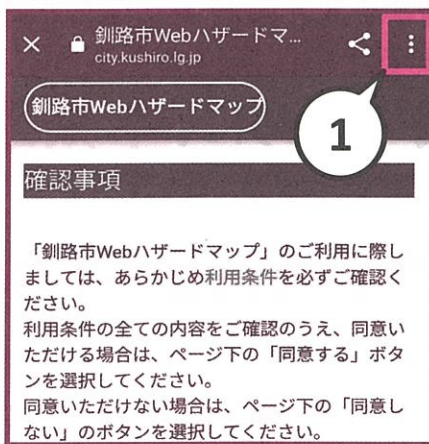 釧路市Webハザードマ...
city.kushiro.lg.jp
釧路市Webハザードマップ
1
確認事項
「釧路市Webハザードマップ」のご利用に際し
ましては、あらかじめ利用条件を必ずご確認く
ださい。
利用条件の全ての内容をご確認のうえ、同意い
ただける場合は、ページ下の「同意する」ボタ
ンを選択してください。
同意いただけない場合は、ページ下の「同意し
ない」のボタンを選択してください。